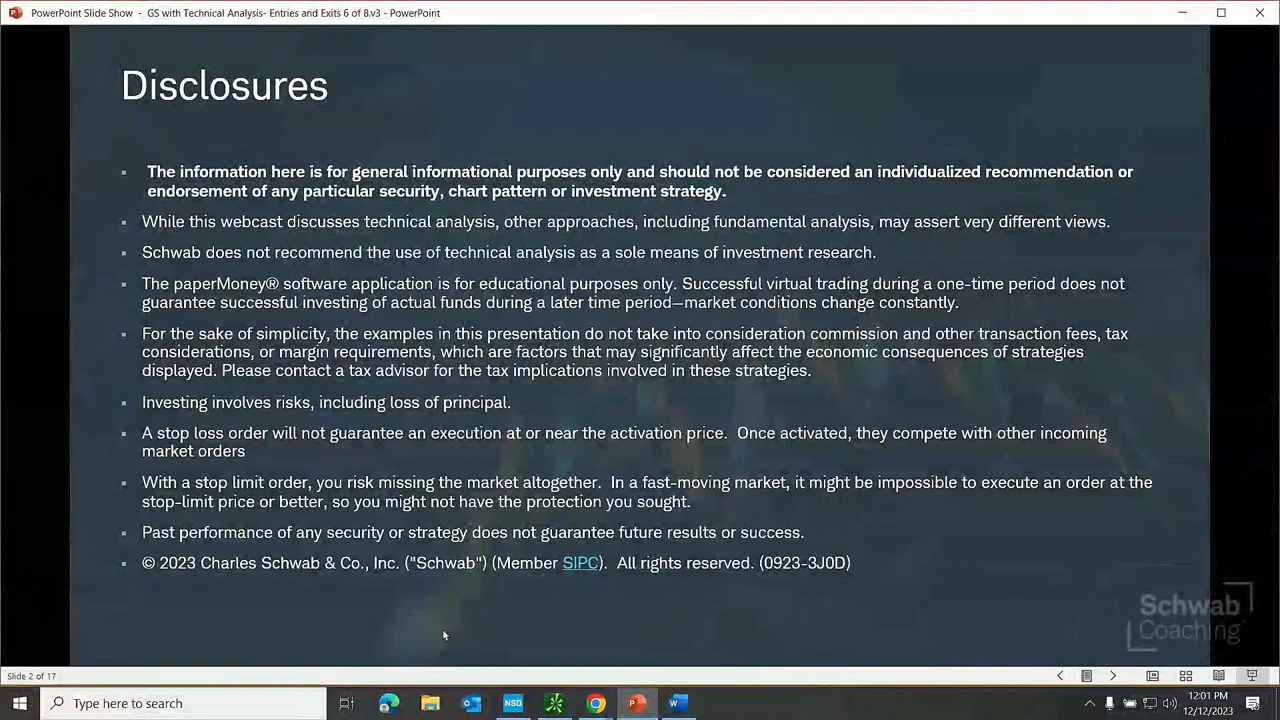 PowerPoint Slide Show - GS with Technical Analysis- Entries and Exits 6 of 8.v3 - PowerPoint
Disclosures
The information here is for general informational purposes only and should not be considered an individualized recommendation or
endorsement of any particular security, chart pattern or investment strategy.
While this webcast discusses technical analysis, other approaches, including fundamental analysis, may assert very different views.
Schwab does not recommend the use of technical analysis as a sole means of investment research.
The paperMoney® software application is for educational purposes only. Successful virtual trading during a one-time period does not
guarantee successful investing of actual funds during a later time period—market conditions change constantly.
For the sake of simplicity, the examples in this presentation do not take into consideration commission and other transaction fees, tax
considerations, or margin requirements, which are factors that may significantly affect the economic consequences of strategies
displayed. Please contact a tax advisor for the tax implications involved in these strategies.
Investing involves risks, including loss of principal.
A stop loss order will not guarantee an execution at or near the activation price. Once activated, they compete with other incoming
market orders
With a stop limit order, you risk missing the market altogether. In a fast-moving market, it might be impossible to execute an order at the
stop-limit price or better, so you might not have the protection you sought.
Past performance of any security or strategy does not guarantee future results or success.
© 2023 Charles Schwab & Co., Inc. ("Schwab") (Member SIPC). All rights reserved. (0923-3J0D)
Schwab
Coaching
Slide 2 of 17
Type here to search
NSD
12:01 PM
12/12/2023